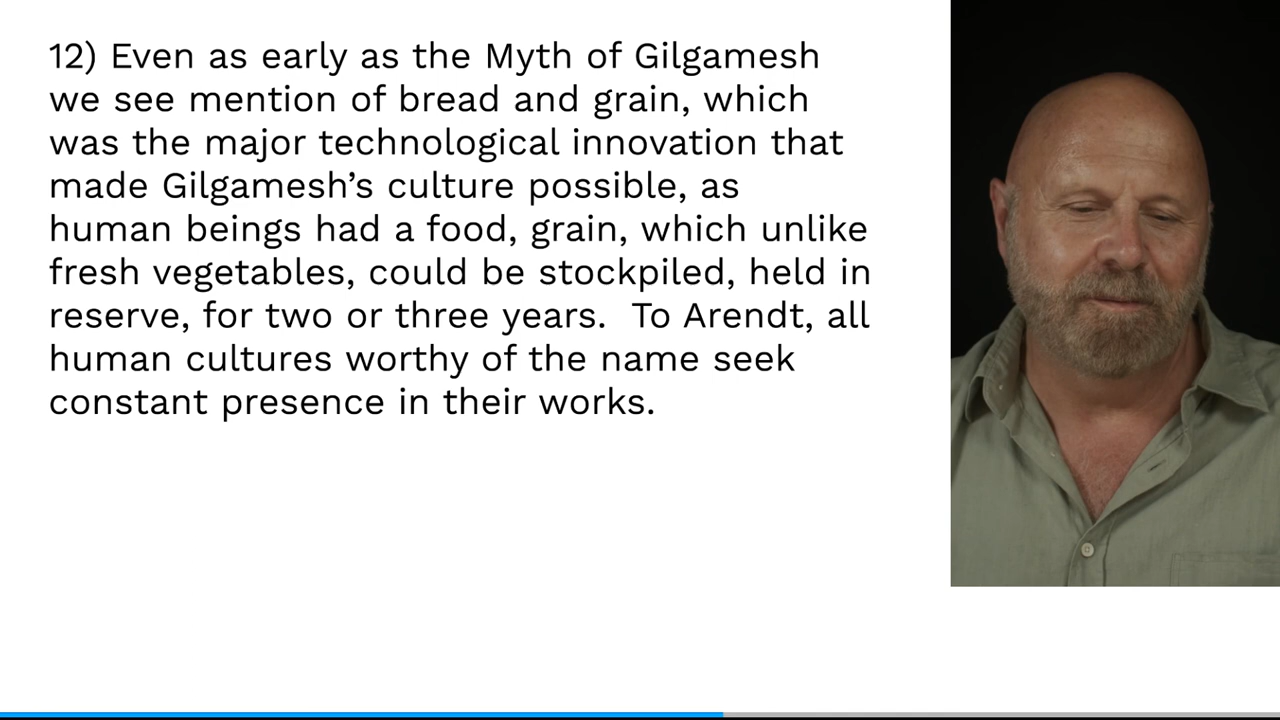 12) Even as early as the Myth of Gilgamesh
we see mention of bread and grain, which
was the major technological innovation that
made Gilgamesh’s culture possible, as
human beings had a food, grain, which unlike
fresh vegetables, could be stockpiled, held in
reserve, for two or three years.  To Arendt, all
human cultures worthy of the name seek
constant presence in their works.